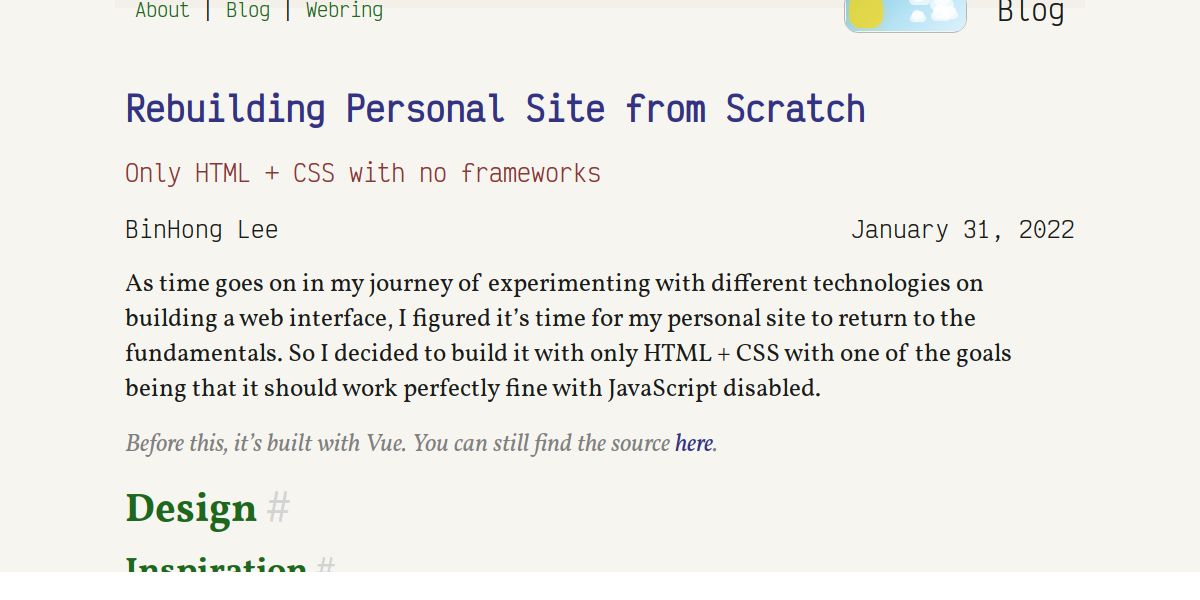 About | Blog | Webring
Blog
Rebuilding Personal Site from Scratch
Only HTML + CSS with no frameworks
BinHong Lee
January 31, 2022
As time goes on in my journey of experimenting with different technologies on
building a web interface, I figured it’s time for my personal site to return to the
fundamentals. So I decided to build it with only HTML + CSS with one of the goals
being that it should work perfectly fine with JavaScript disabled.
Before this, it’s built with Vue. You can still find the source here.
Design #
Inspiration #